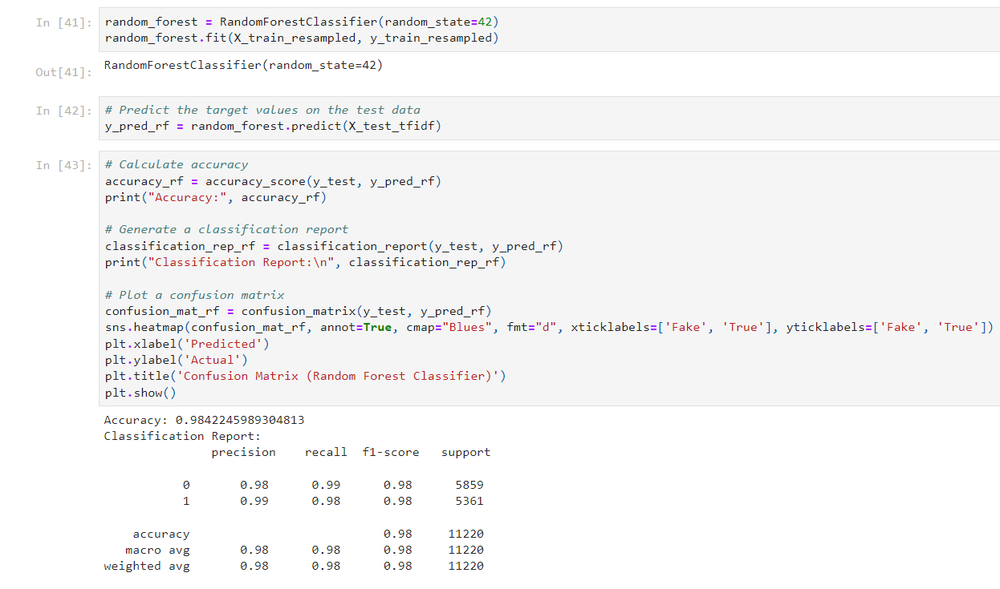 In [41]: random_forest = RandomForestClassifier(random_state=42)
random_forest.fit(X_train_resampled, y_train_resampled)
Out[41]: RandomForestClassifier(random_state=42)
In [42]: # Predict the target values on the test data
y_pred_rf = random_forest.predict(X_test_tfidf)
In [43]: # Calculate accuracy
accuracy_rf = accuracy_score(y_test, y_pred_rf)
print("Accuracy:", accuracy_rf)
# Generate a classification report
classification_rep_rf = classification_report(y_test, y_pred_rf)
print("Classification Report:\n", classification_rep_rf)
# Plot a confusion matrix
confusion_mat_rf = confusion_matrix(y_test, y_pred_rf)
sns.heatmap(confusion_mat_rf, annot=True, cmap="Blues", fmt="d", xticklabels=['Fake', 'True'], yticklabels=['Fake', 'True'])
plt.xlabel('Predicted')
plt.ylabel('Actual')
plt.title('Confusion Matrix (Random Forest Classifier)')
plt.show()
Accuracy: 0.9842245989304813
Classification Report:
precision recall f1-score support
0 0.98 0.99 0.98 5859
1 0.99 0.98 0.98 5361
accuracy 0.98 11220
macro avg 0.98 0.98 0.98 11220
weighted avg 0.98 0.98 0.98 11220